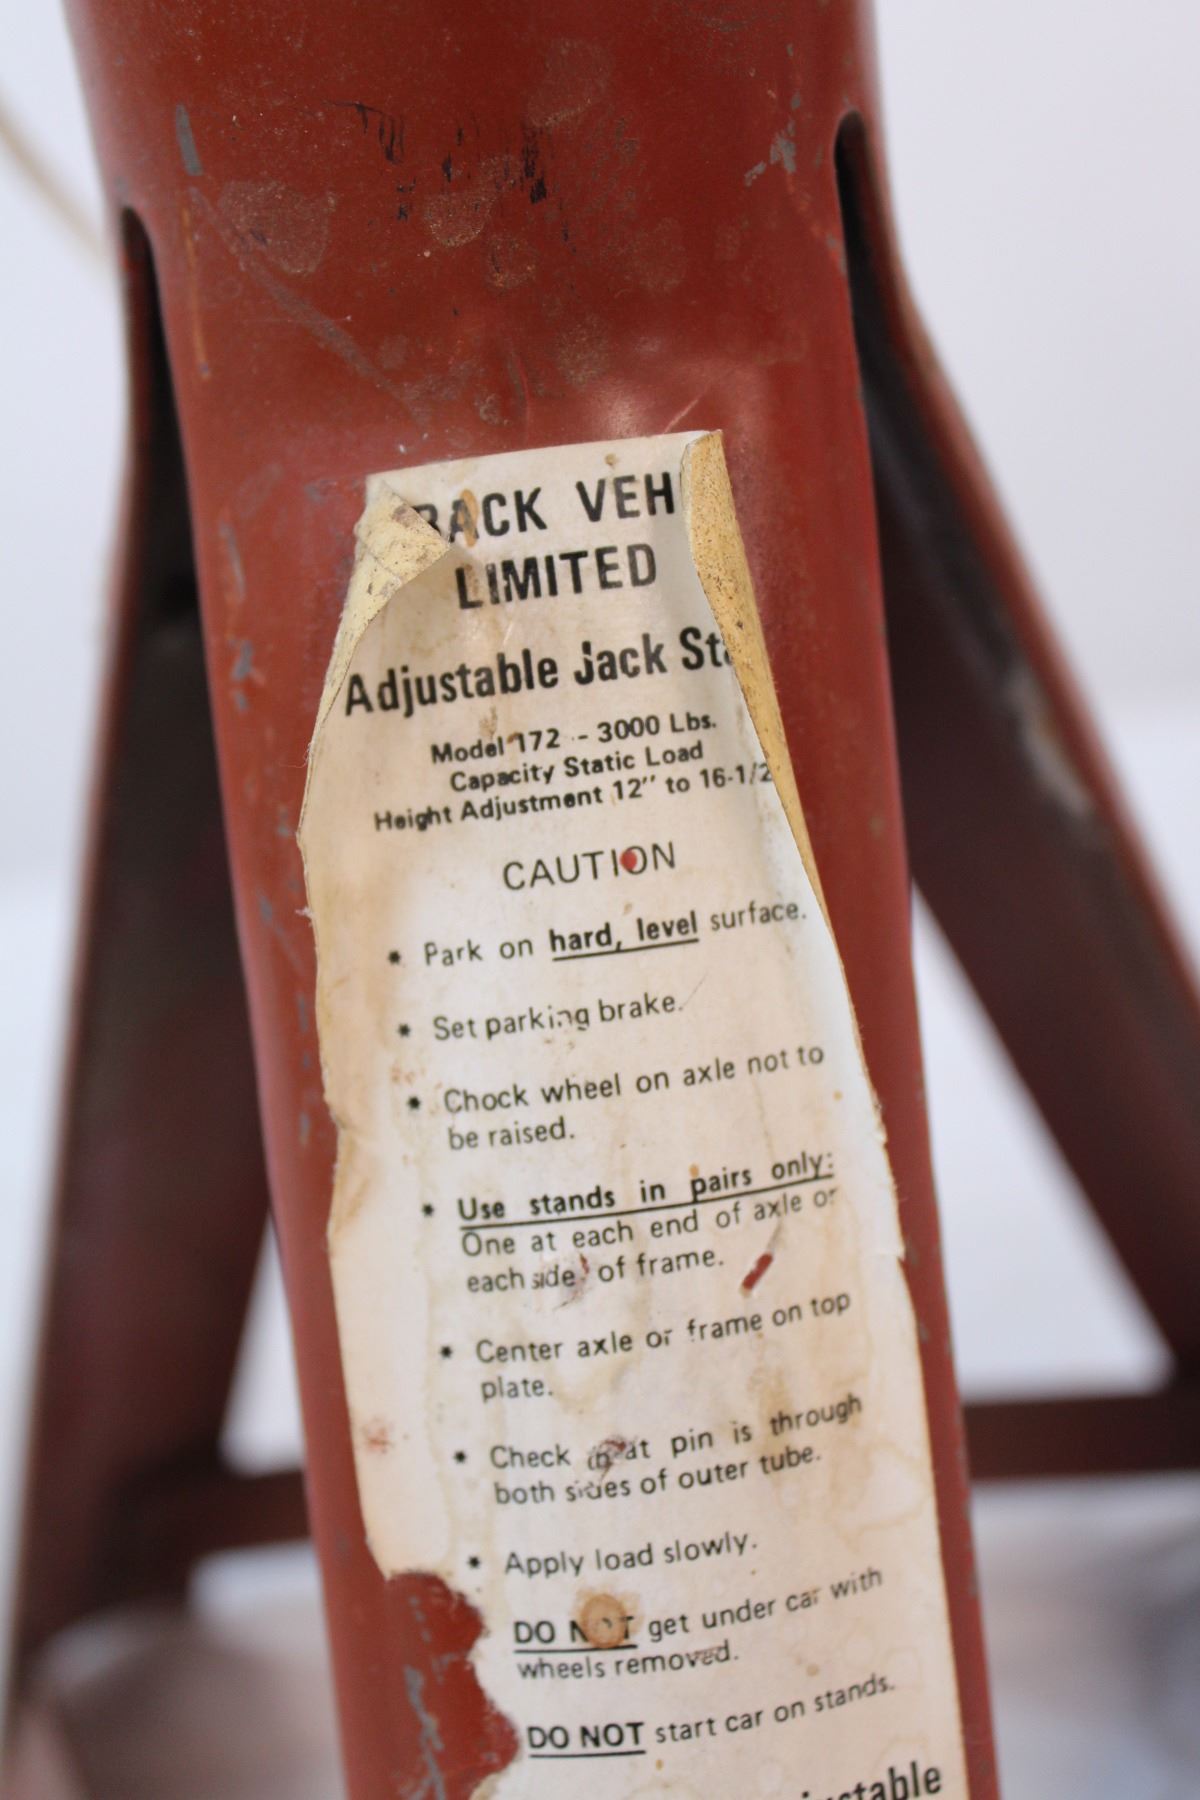 BACK VEH
LIMITED
Adjustable Jack Sta
Model 172 - 3000 Lbs.
Capacity Static Load
Height Adjustment 12" to 16-1/2
CAUTION
* Park on hard, level surface.
* Set parking brake.
* Chock wheel on axle not to
be raised.
* Use stands in pairs only:
One at each end of axle or
each side of frame.
* Center axle or frame on top
plate.
* Check that pin is through
both sides of outer tube.
* Apply load slowly.
DO NOT get under car with
wheels removed.
DO NOT start car on stands.
justable